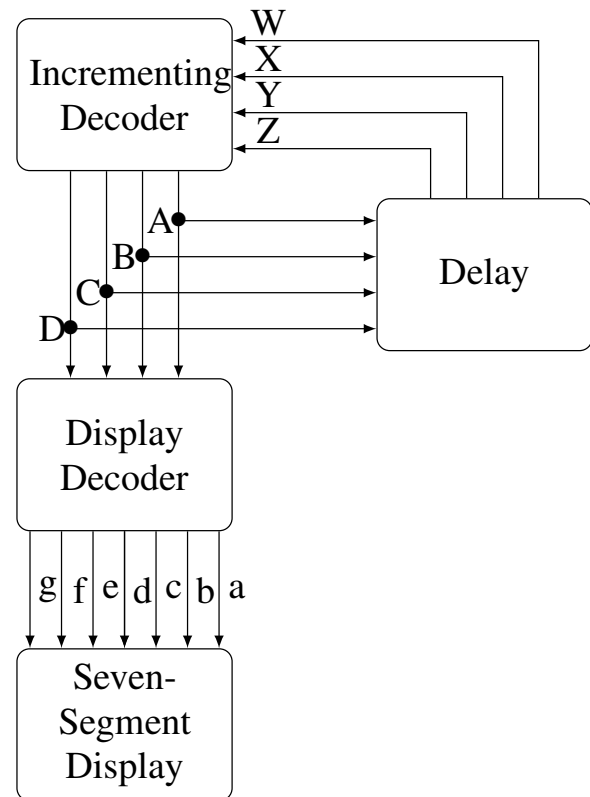 W
Incrementing
Decoder
X
Y
Z
A
B
C
D
Delay
Display
Decoder
g f e d c b a
Seven-
Segment
Display